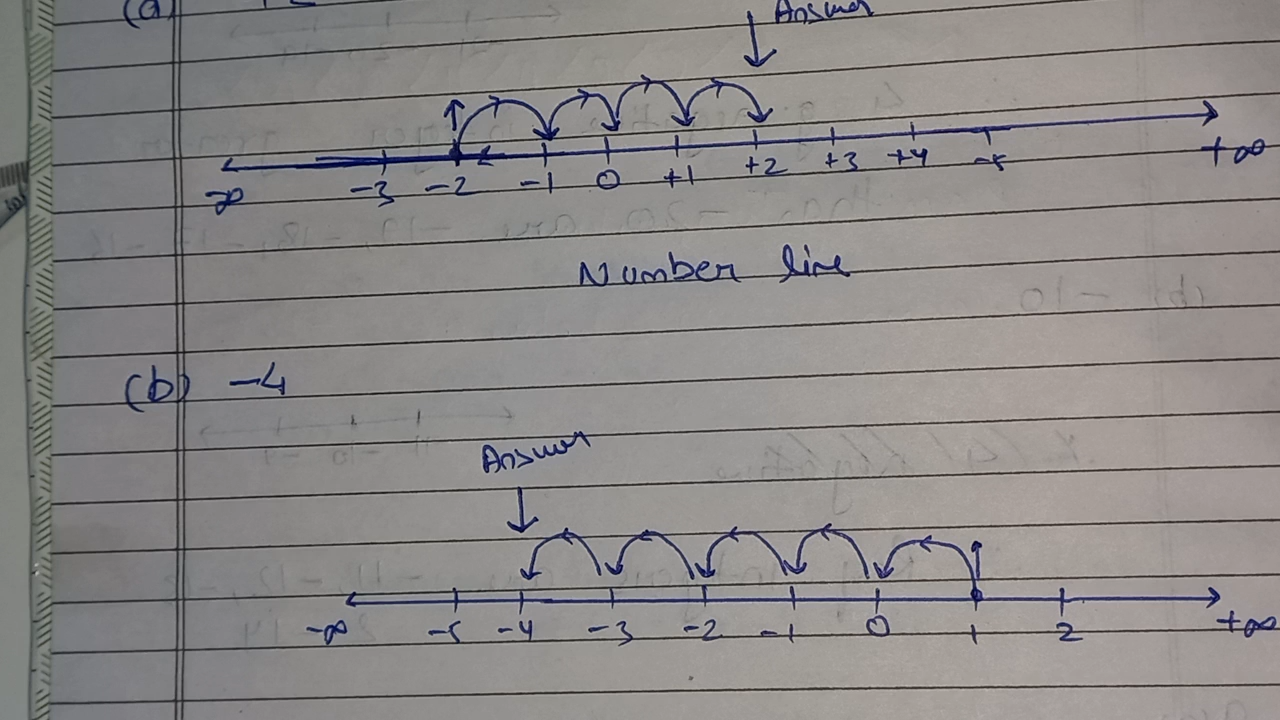 (a)
Answer
-∞ -3 -2 -1 0 +1 +2 +3 +4 +∞
Number line
(b) -4
Answer
-∞ -5 -4 -3 -2 -1 0 1 2 +∞